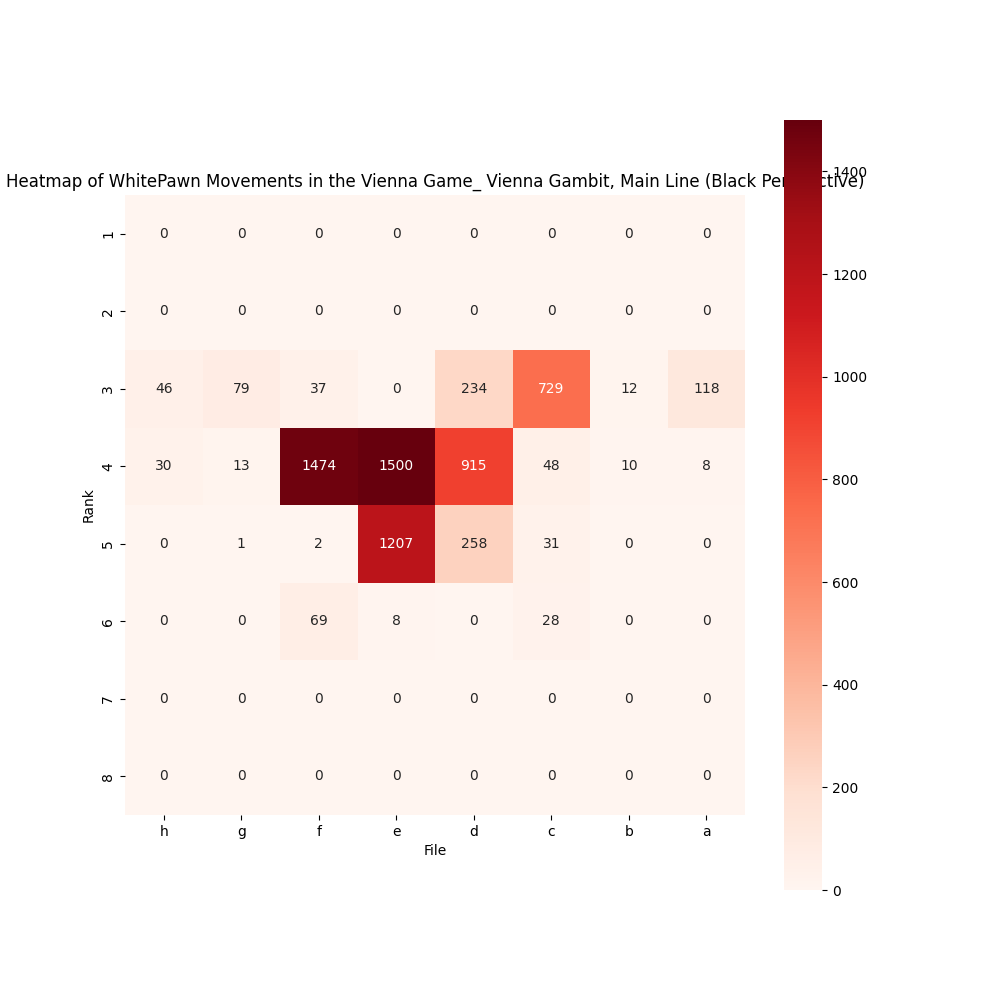 Heatmap of WhitePawn Movements in the Vienna Game_ Vienna Gambit, Main Line (Black Pe ctive)
1400
1 0 0 0 0 0 0 0 0
1200
2 0 0 0 0 0 0 0 0
3 46 79 37 0 234 729 12 118
1000
4 30 13 1474 1500 915 48 10 8
800
Rank
5 0 1 2 1207 258 31 0 0
600
6 0 0 69 8 0 28 0 0
7 0 0 0 0 0 0 0 0
400
8 0 0 0 0 0 0 0 0
200
h g f e d c b a
File
0